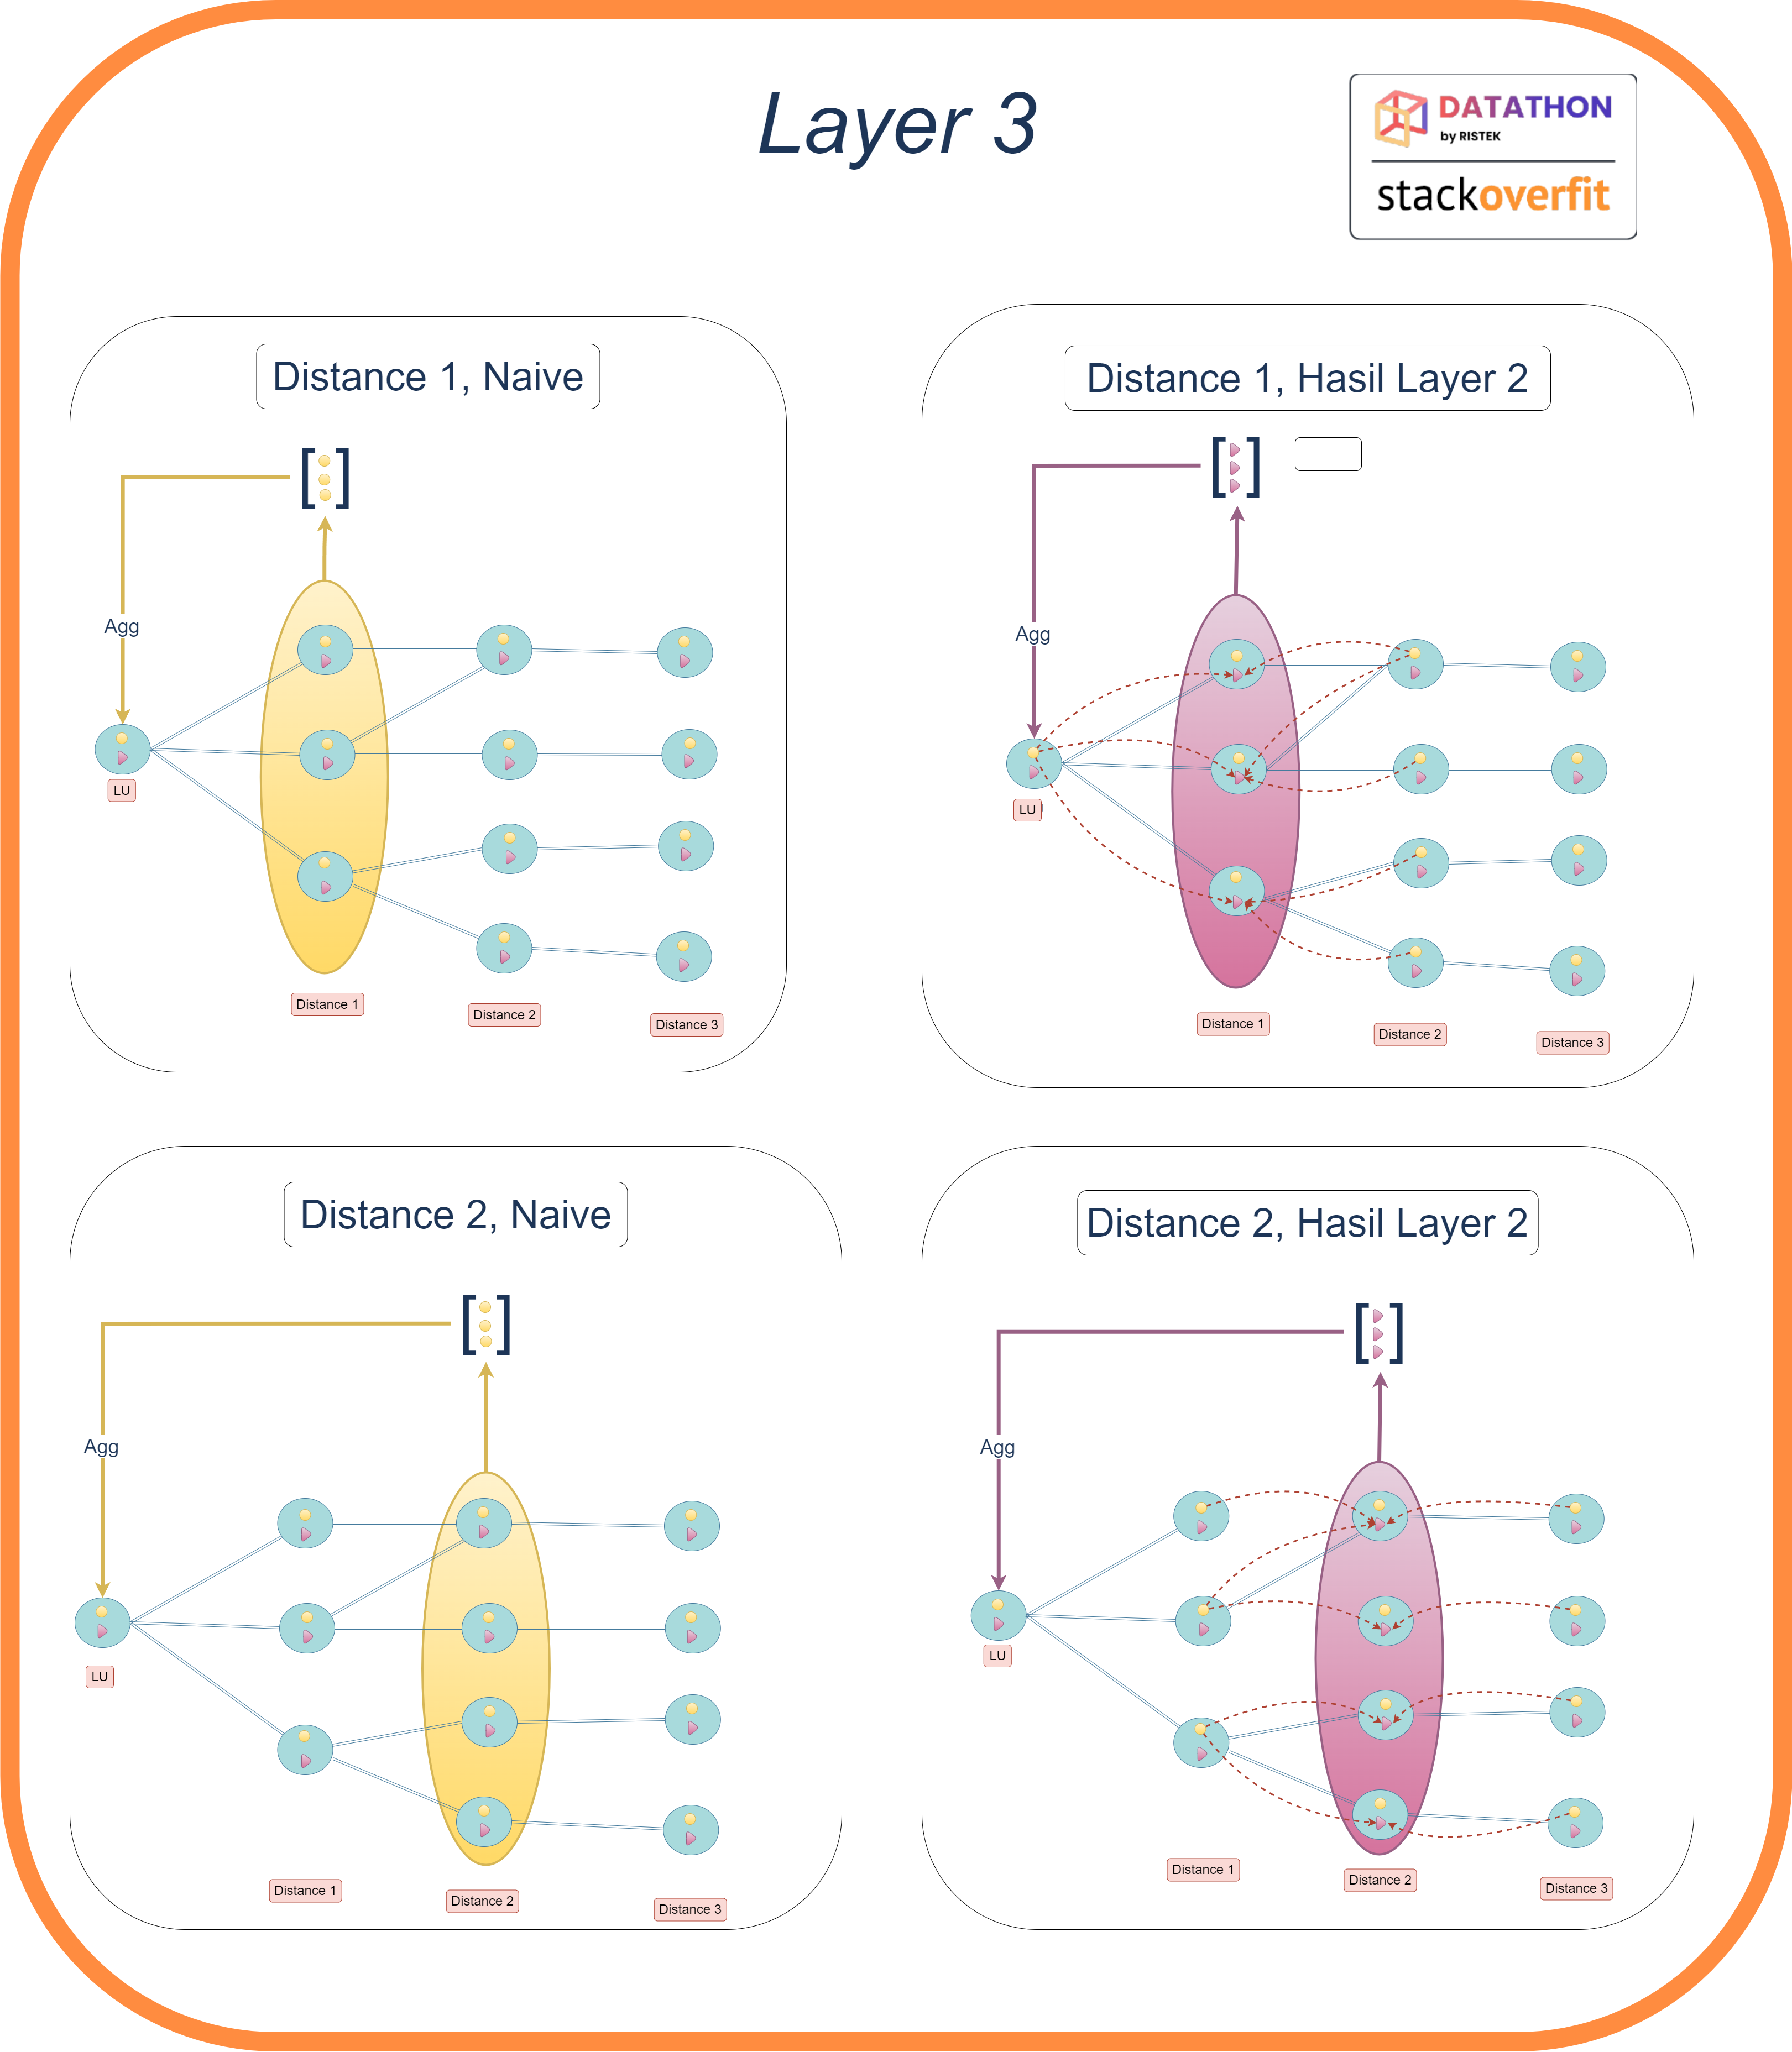 Layer 3
DATATHON
by RISTEK
stackoverfit
Distance 1, Naive
[ ]
Agg
LU
Distance 1
Distance 2
Distance 3
Distance 1, Hasil Layer 2
[ ]
Agg
LU
Distance 1
Distance 2
Distance 3
Distance 2, Naive
[ ]
Agg
LU
Distance 1
Distance 2
Distance 3
Distance 2, Hasil Layer 2
[ ]
Agg
LU
Distance 1
Distance 2
Distance 3